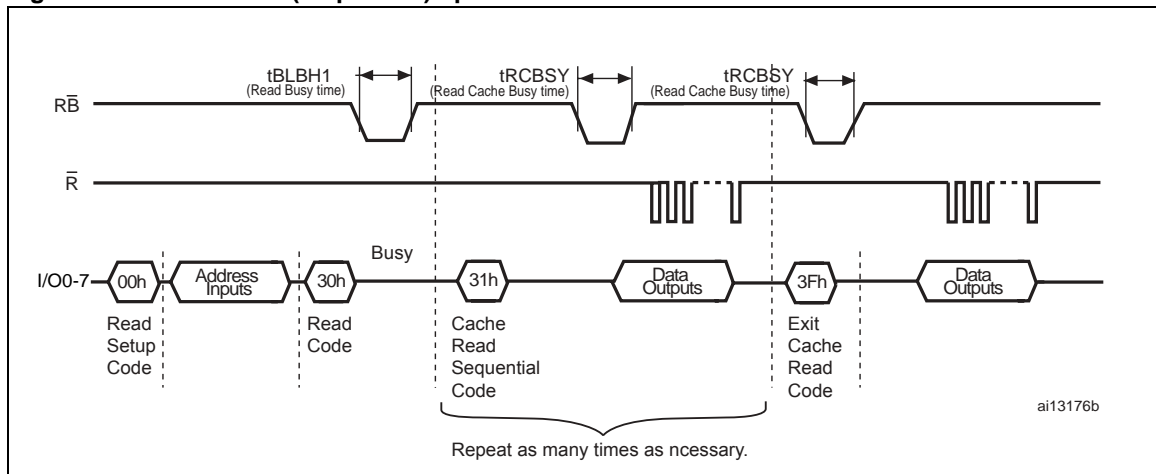 tBLBH1
(Read Busy time)
tRCBSY
(Read Cache Busy time)
tRCBSY
(Read Cache Busy time)
RB̅
R̅
Busy
I/O0-7
00h
Address
Inputs
30h
31h
Data
Outputs
3Fh
Data
Outputs
Read
Setup
Code
Read
Code
Cache
Read
Sequential
Code
Exit
Cache
Read
Code
ai13176b
Repeat as many times as ncessary.